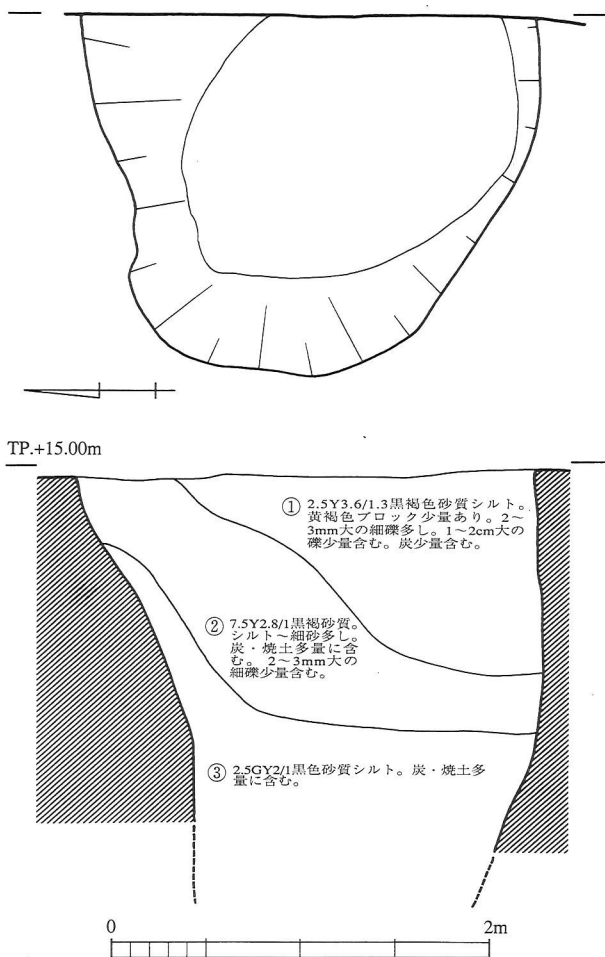 TP.+15.00m
① 2.5Y3.6/1.3黒褐色砂質シルト。
黄褐色ブロック少量あり。2～
3mm大の細礫多し。1～2cm大の
礫少量含む。炭少量含む。
② 7.5Y2.8/1黒褐砂質。
シルト～細砂多し。
炭・焼土多量に含
む。2～3mm大の
細礫少量含む。
③ 2.5GY2/1黒色砂質シルト。炭・焼土多
量に含む。
0 2m